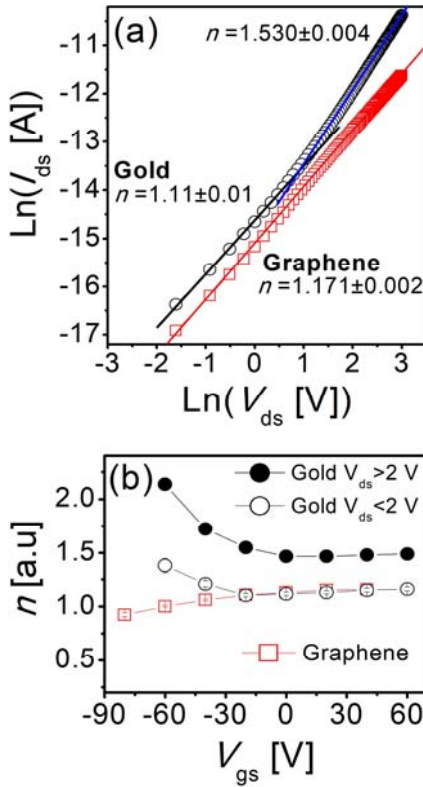 (a)
n=1.530±0.004
Gold
n=1.11±0.01
Graphene
n=1.171±0.002
Ln(I_ds [A])
-10
-11
-12
-13
-14
-15
-16
-17
-3 -2 -1 0 1 2 3 4
Ln(V_ds [V])
(b)
Gold V_ds>2 V
Gold V_ds<2 V
Graphene
n [a.u]
2.0
1.5
1.0
0.5
-90 -60 -30 0 30 60
V_gs [V]